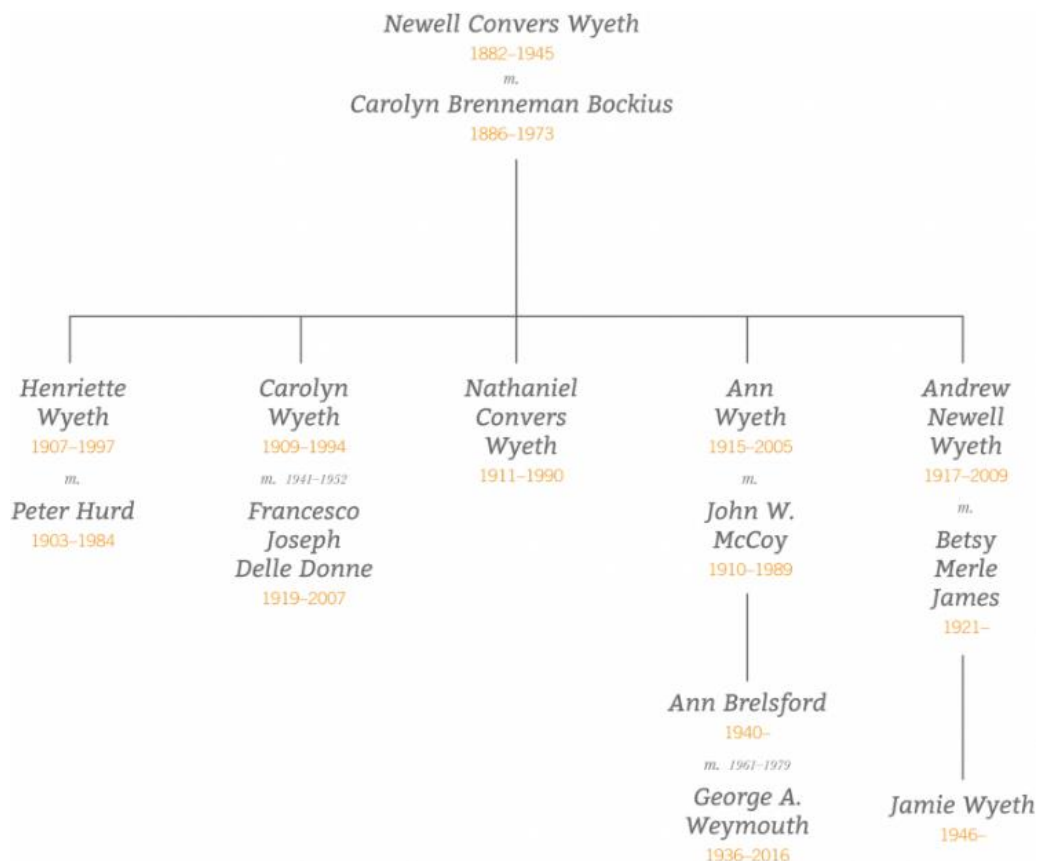 Newell Convers Wyeth
1882–1945
m.
Carolyn Brenneman Bockius
1886–1973
Henriette
Wyeth
1907–1997
m.
Peter Hurd
1903–1984
Carolyn
Wyeth
1909–1994
m. 1941–1952
Francesco
Joseph
Delle Donne
1919–2007
Nathaniel
Convers
Wyeth
1911–1990
Ann
Wyeth
1915–2005
m.
John W.
McCoy
1910–1989
Ann Brelsford
1940–
m. 1961–1979
George A.
Weymouth
1936–2016
Andrew
Newell
Wyeth
1917–2009
m.
Betsy
Merle
James
1921–
Jamie Wyeth
1946–